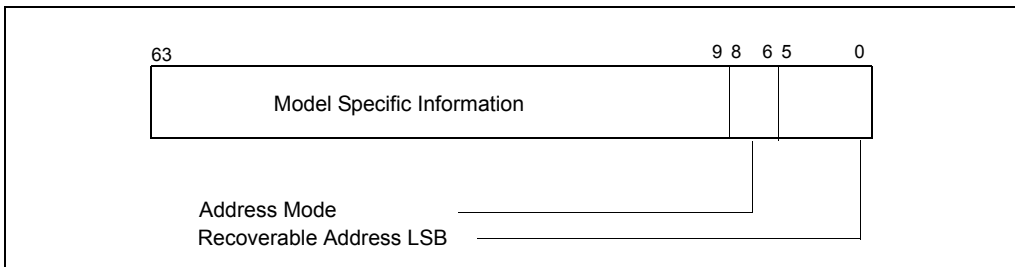 63 9 8 6 5 0
Model Specific Information
Address Mode
Recoverable Address LSB